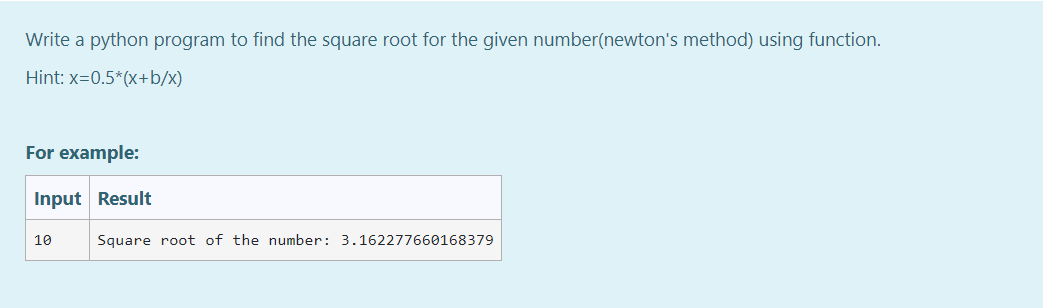 Write a python program to find the square root for the given number(newton's method) using function.
Hint: x=0.5*(x+b/x)
For example:
Input Result
10 Square root of the number: 3.162277660168379